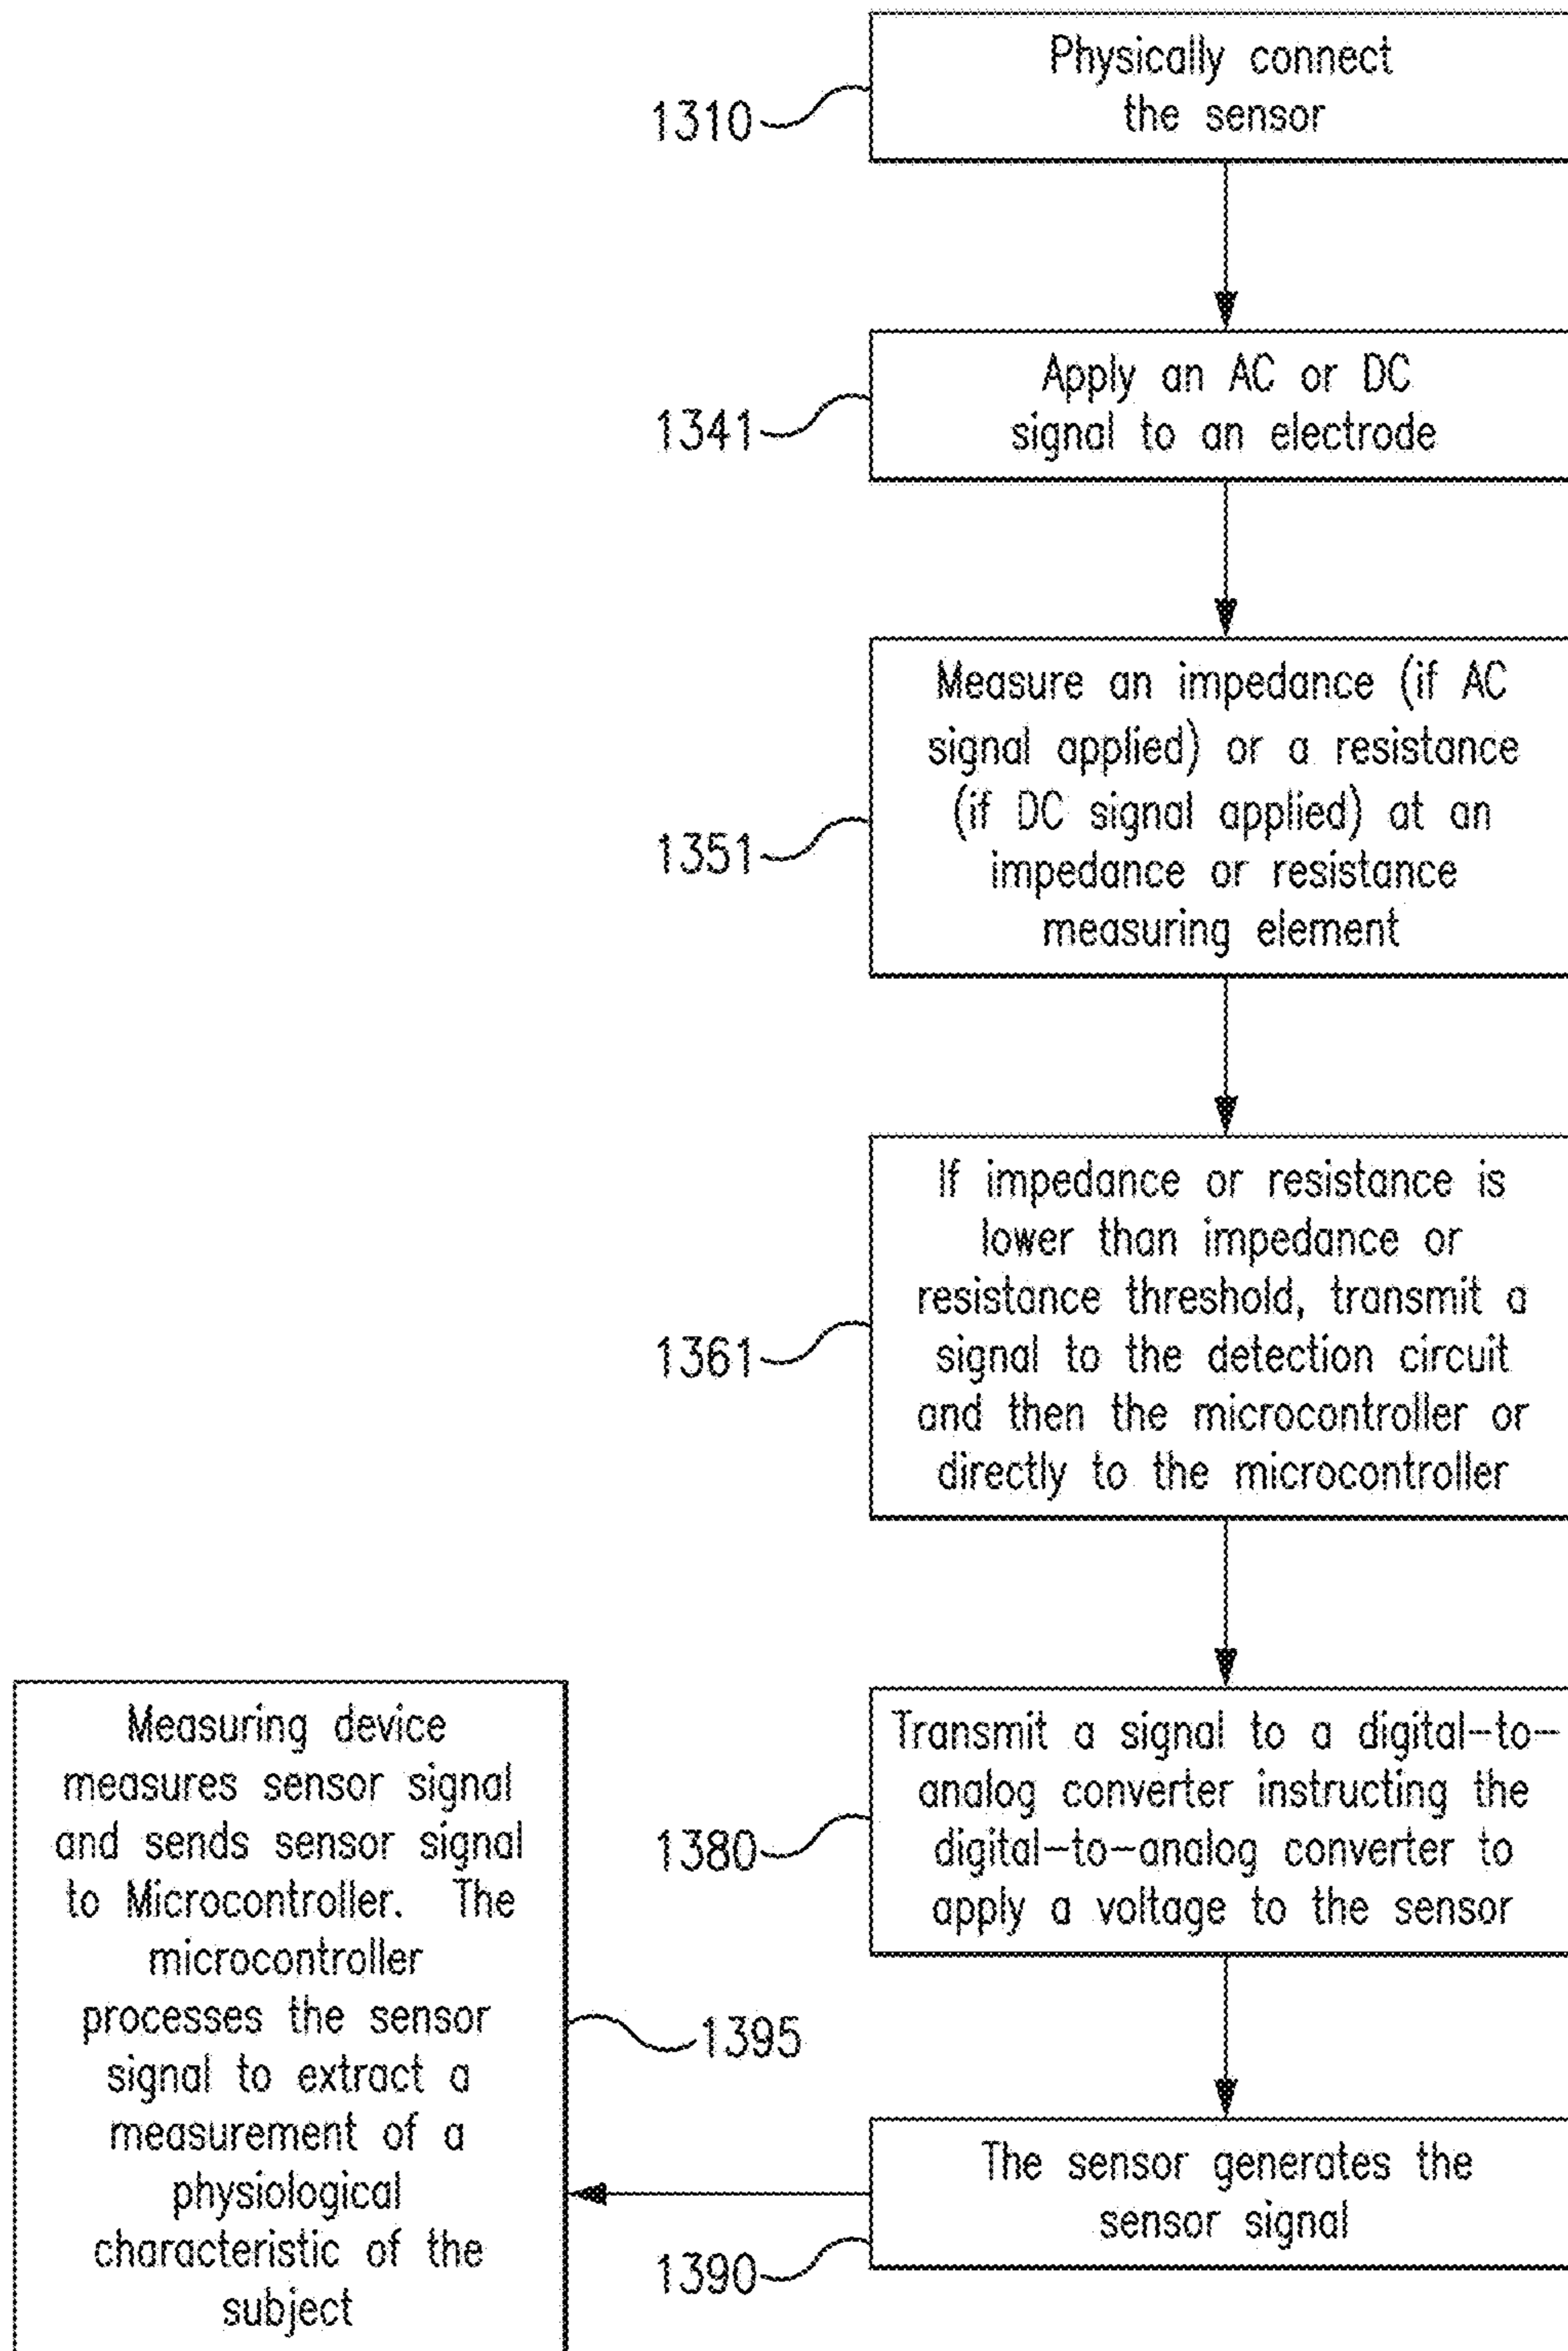 Physically connect
the sensor
1310
Apply an AC or DC
signal to an electrode
1341
Measure an impedance (if AC
signal applied) or a resistance
(if DC signal applied) at an
impedance or resistance
measuring element
1351
If impedance or resistance is
lower than impedance or
resistance threshold, transmit a
signal to the detection circuit
and then the microcontroller or
directly to the microcontroller
1361
Transmit a signal to a digital-to-
analog converter instructing the
digital-to-analog converter to
apply a voltage to the sensor
1380
The sensor generates the
sensor signal
1390
Measuring device
measures sensor signal
and sends sensor signal
to Microcontroller. The
microcontroller
processes the sensor
signal to extract a
measurement of a
physiological
characteristic of the
subject
1395